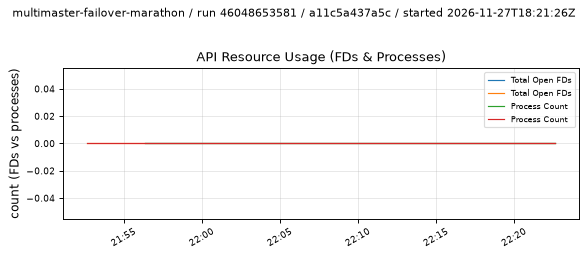 multimaster-failover-marathon / run 46048653581 / a11c5a437a5c / started 2026-11-27T18:21:26Z
API Resource Usage (FDs & Processes)
count (FDs vs processes)
0.04
0.02
0.00
−0.02
−0.04
Total Open FDs
Total Open FDs
Process Count
Process Count
21:55
22:00
22:05
22:10
22:15
22:20